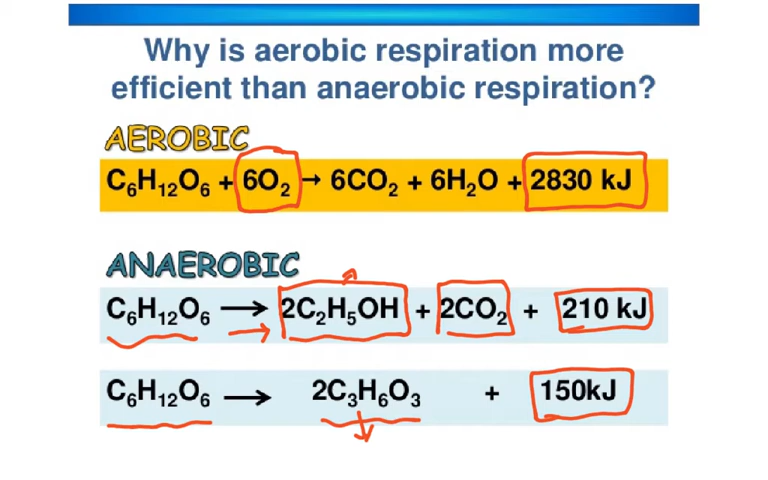 Why is aerobic respiration more
efficient than anaerobic respiration?
AEROBIC
C₆H₁₂O₆ + 6O₂ → 6CO₂ + 6H₂O + 2830 kJ
ANAEROBIC
C₆H₁₂O₆ → 2C₂H₅OH + 2CO₂ + 210 kJ
C₆H₁₂O₆ → 2C₃H₆O₃ + 150kJ